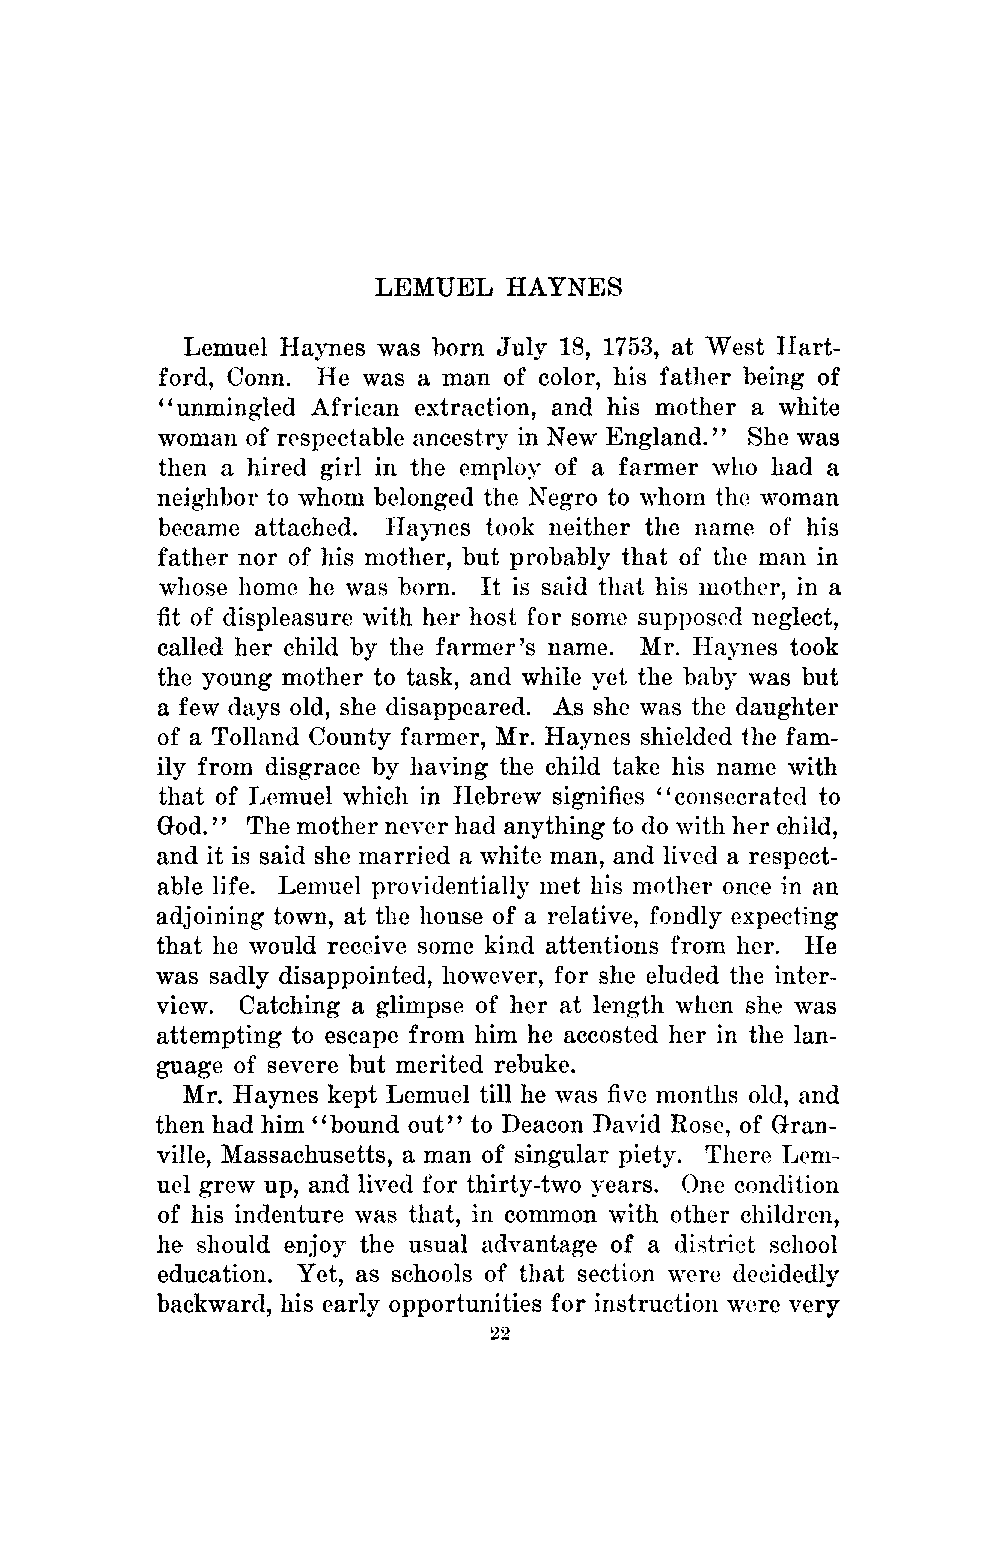 LEMUEL HAYNES
Lemuel Haynes was born July 18, 1753, at West Hart-
ford, Conn. He was a man of color, his father being of
“unmingled African extraction, and his mother a white
woman of respectable ancestry in New England.” She was
then a hired girl in the employ of a farmer who had a
neighbor to whom belonged the Negro to whom the woman
became attached. Haynes took neither the name of his
father nor of his mother, but probably that of the man in
whose home he was born. It is said that his mother, in a
fit of displeasure with her host for some supposed neglect,
called her child by the farmer's name. Mr. Haynes took
the young mother to task, and while yet the baby was but
a few days old, she disappeared. As she was the daughter
of a Tolland County farmer, Mr. Haynes shielded the fam-
ily from disgrace by having the child take his name with
that of Lemuel which in Hebrew signifies “consecrated to
God.” The mother never had anything to do with her child,
and it is said she married a white man, and lived a respect-
able life. Lemuel providentially met his mother once in an
adjoining town, at the house of a relative, fondly expecting
that he would receive some kind attentions from her. He
was sadly disappointed, however, for she eluded the inter-
view. Catching a glimpse of her at length when she was
attempting to escape from him he accosted her in the lan-
guage of severe but merited rebuke.
Mr. Haynes kept Lemuel till he was five months old, and
then had him “bound out” to Deacon David Rose, of Gran-
ville, Massachusetts, a man of singular piety. There Lem-
uel grew up, and lived for thirty-two years. One condition
of his indenture was that, in common with other children,
he should enjoy the usual advantage of a district school
education. Yet, as schools of that section were decidedly
backward, his early opportunities for instruction were very
22